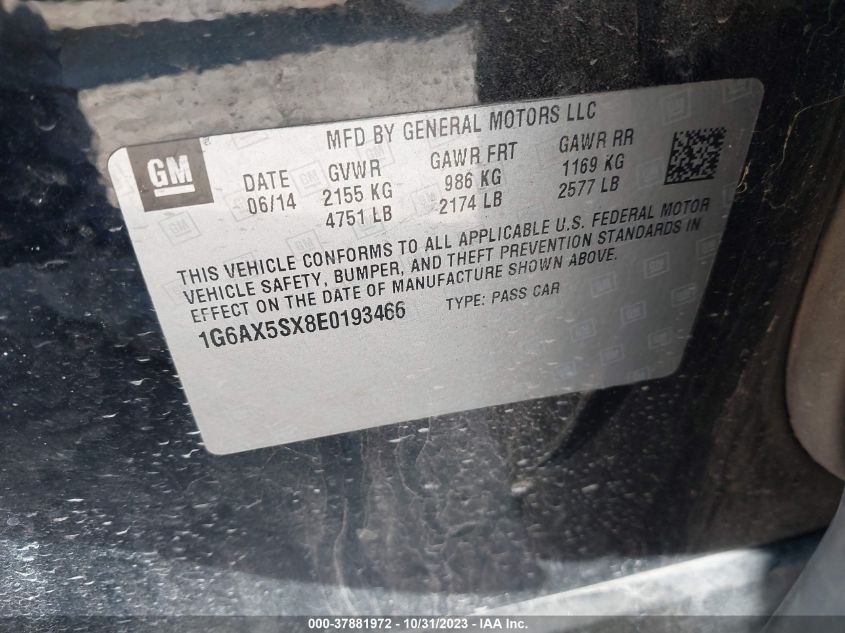 MFD BY GENERAL MOTORS LLC
GM
DATE GVWR GAWR FRT GAWR RR
06/14 2155 KG 986 KG 1169 KG
4751 LB 2174 LB 2577 LB
THIS VEHICLE CONFORMS TO ALL APPLICABLE U.S. FEDERAL MOTOR
VEHICLE SAFETY, BUMPER, AND THEFT PREVENTION STANDARDS IN
EFFECT ON THE DATE OF MANUFACTURE SHOWN ABOVE.
1G6AX5SX8E0193466 TYPE: PASS CAR
000-37881972 - 10/31/2023 - IAA Inc.